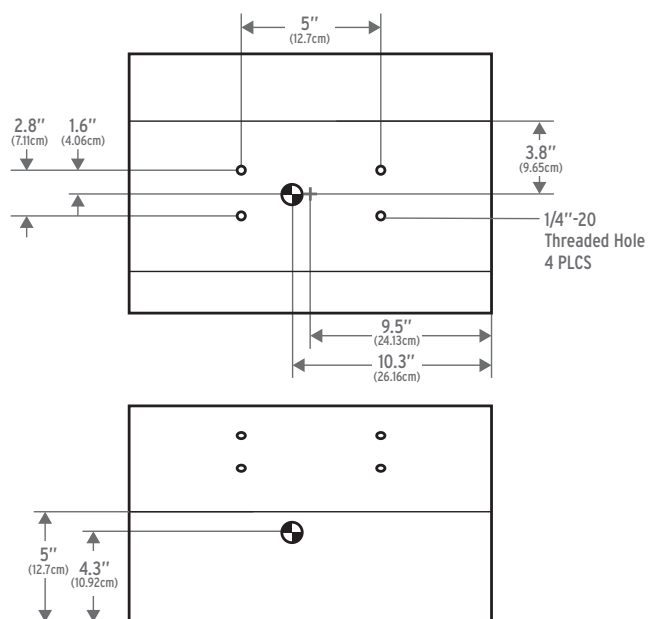 5"
(12.7cm)
2.8"
(7.11cm)
1.6"
(4.06cm)
3.8"
(9.65cm)
1/4"-20
Threaded Hole
4 PLCS
9.5"
(24.13cm)
10.3"
(26.16cm)
5"
(12.7cm)
4.3"
(10.92cm)